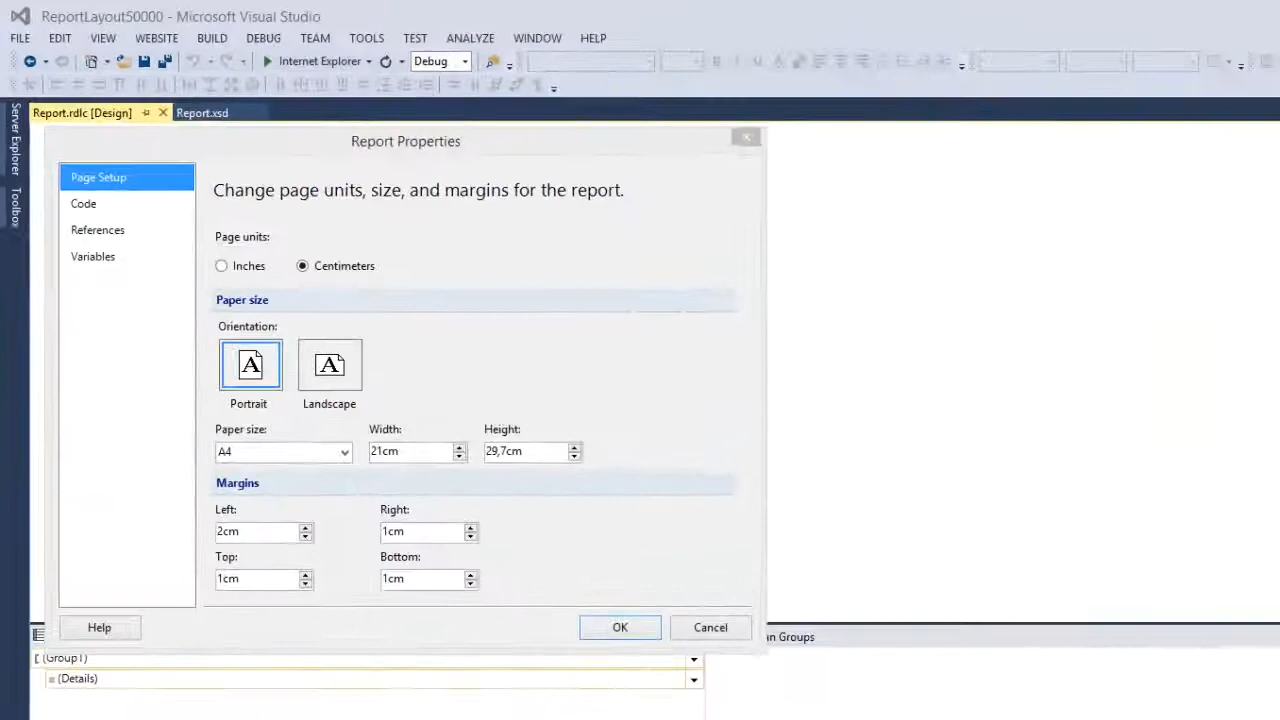 ReportLayout50000 - Microsoft Visual Studio
FILE EDIT VIEW WEBSITE BUILD DEBUG TEAM TOOLS TEST ANALYZE WINDOW HELP
Internet Explorer Debug
Report.rdlc [Design] Report.xsd
Server Explorer
Toolbox
Report Properties
Page Setup
Code
References
Variables
Change page units, size, and margins for the report.
Page units:
Inches Centimeters
Paper size
Orientation:
A A
Portrait Landscape
Paper size: Width: Height:
A4 21cm 29,7cm
Margins
Left: Right:
2cm 1cm
Top: Bottom:
1cm 1cm
Help OK Cancel
n Groups
[ (Group1)
(Details)